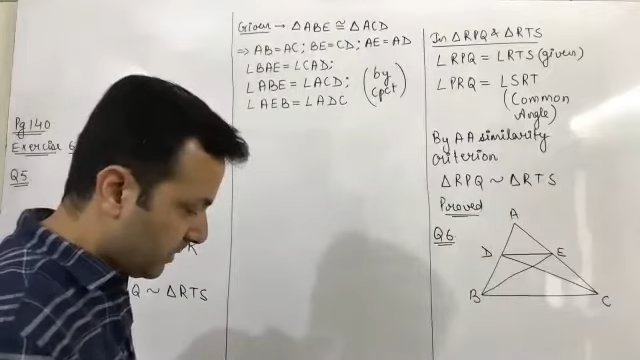 Pg 140
Exercise 6
Q5
Q ~ ΔRTS
Given → ΔABE ≅ ΔACD
⇒ AB = AC; BE = CD; AE = AD
∠BAE = ∠CAD;
∠ABE = ∠ACD;
∠AEB = ∠ADC
(by cpct)
In ΔRPQ & ΔRTS
∠RPQ = ∠RTS (given)
∠PRQ = ∠SRT
(Common
Angle)
By AA similarity
criterion
ΔRPQ ~ ΔRTS
Proved
Q6
A
D E
B C